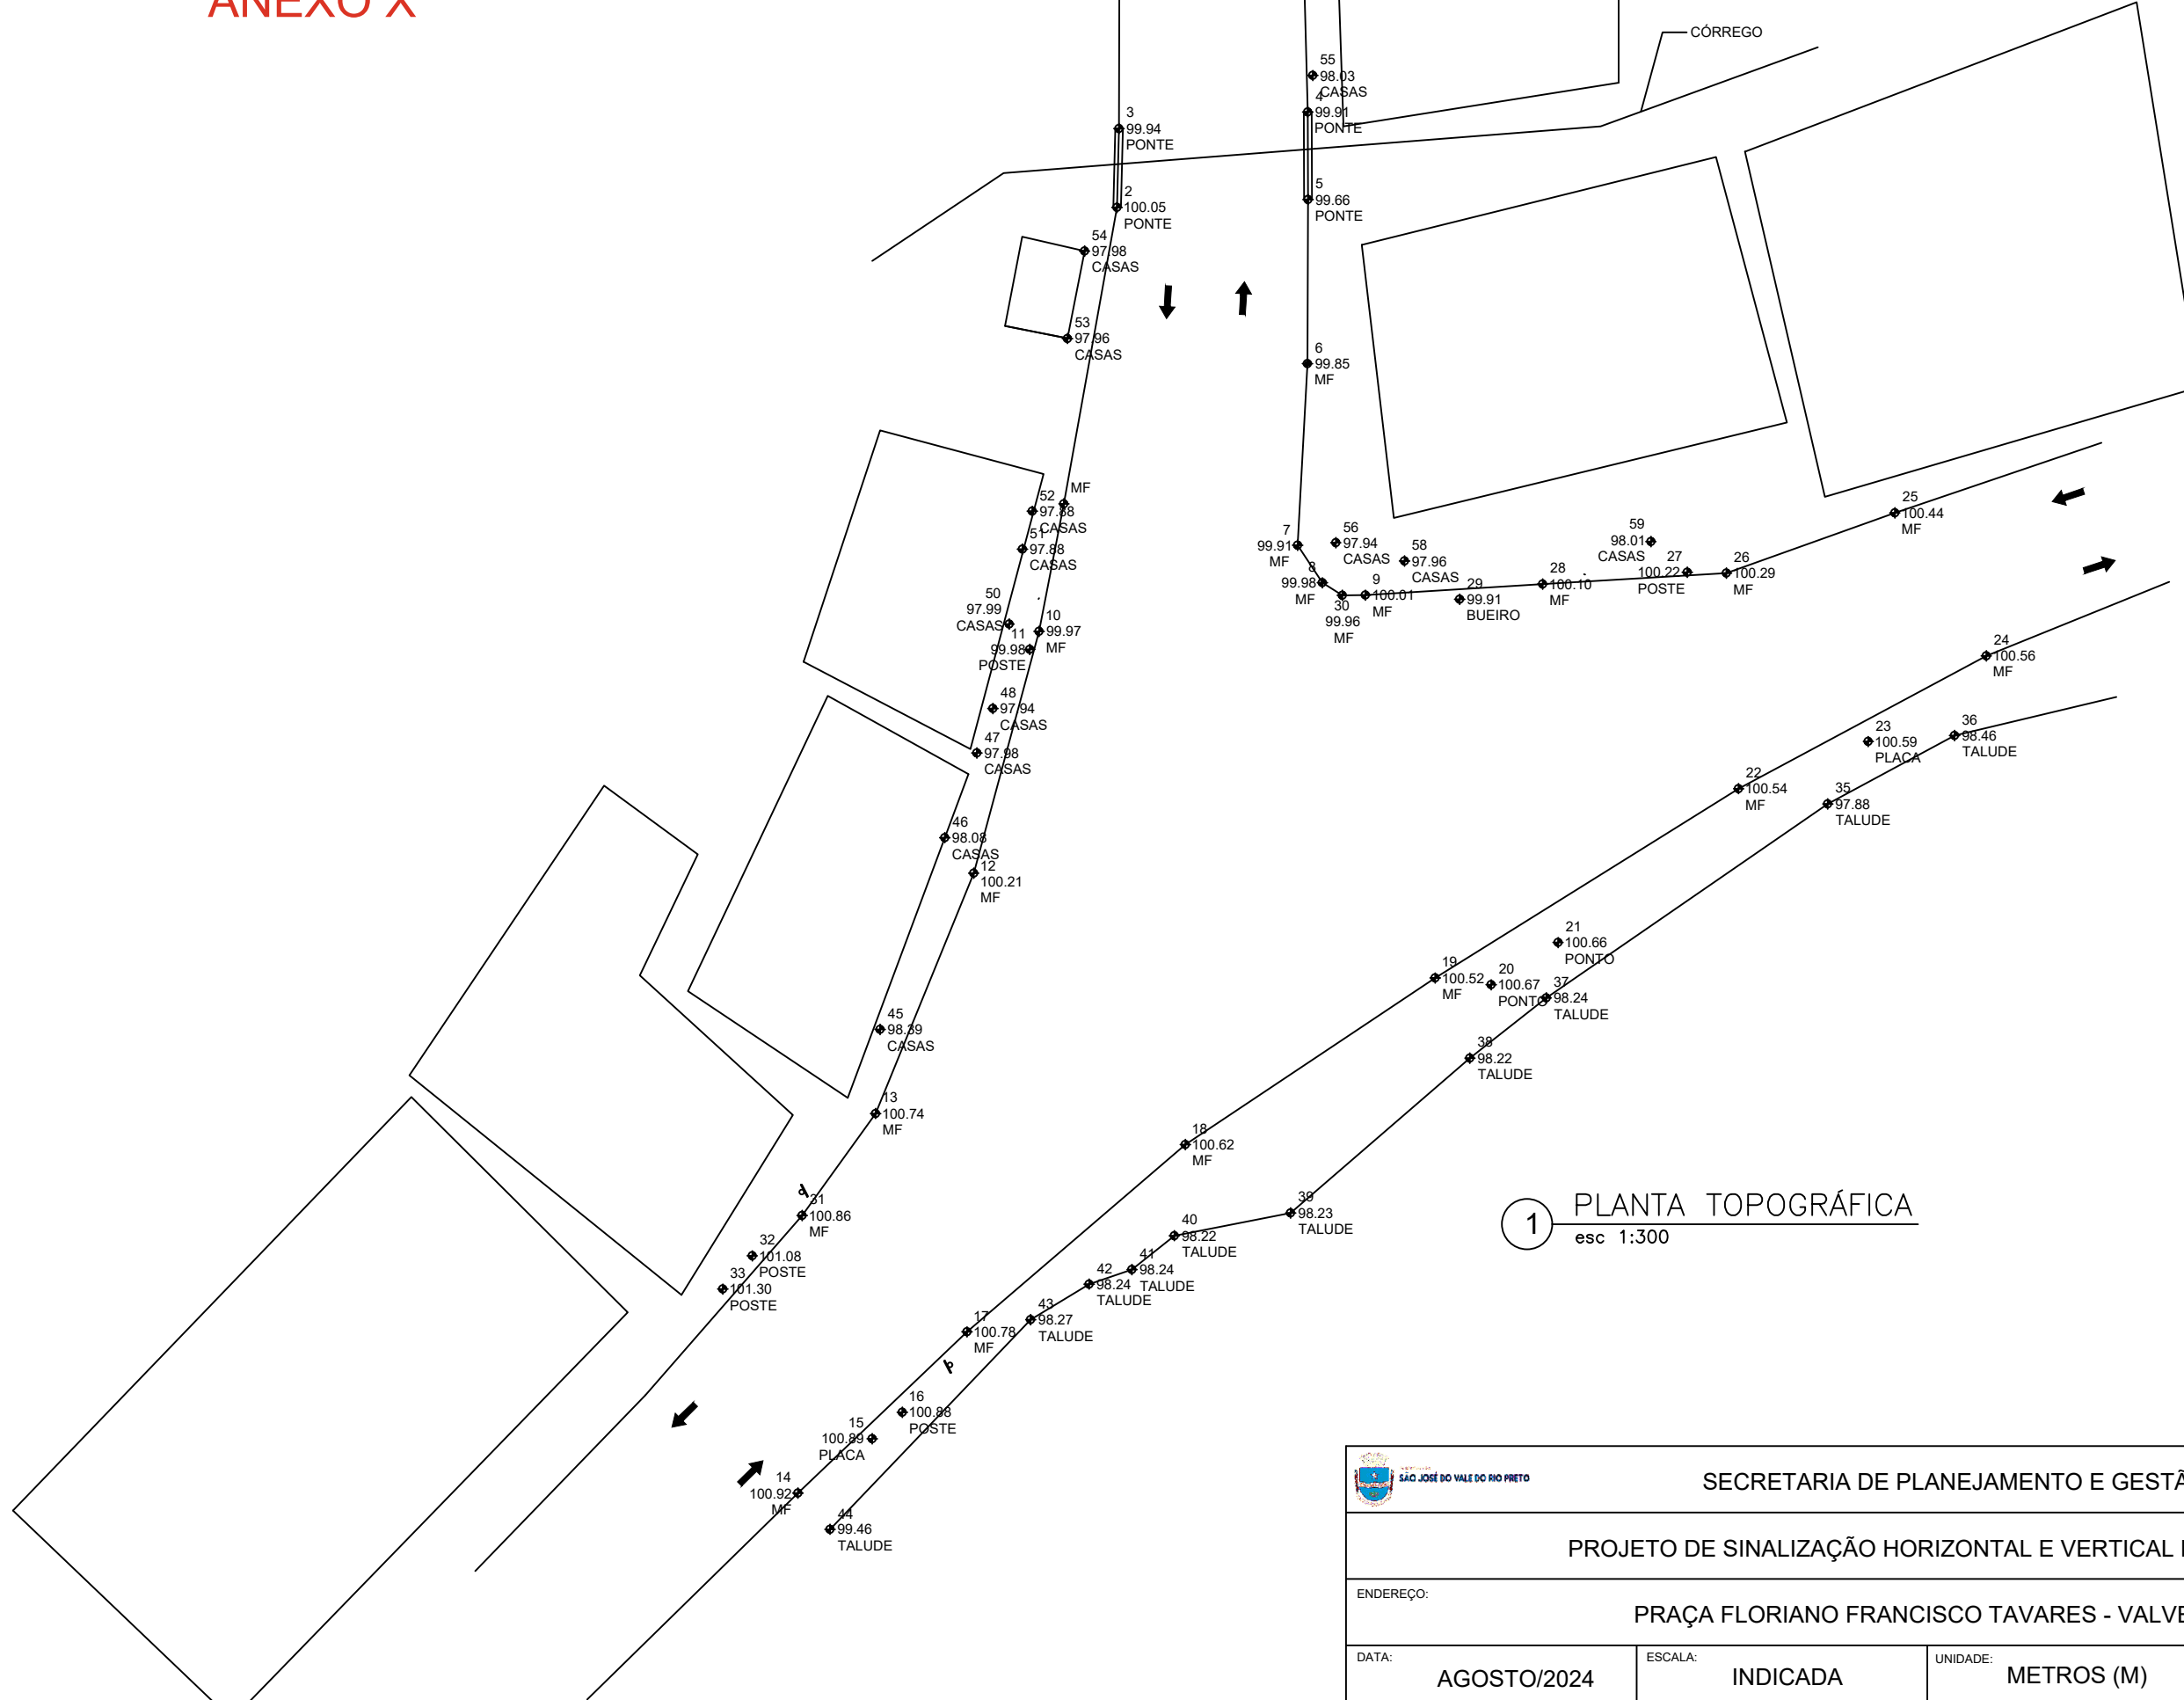 ANEXO X
CÓRREGO
55
98.03
CASAS
4
99.91
PONTE
3
99.94
PONTE
2
100.05
PONTE
5
99.66
PONTE
54
97.98
CASAS
53
97.96
CASAS
6
99.85
MF
MF
52
97.88
CASAS
51
97.88
CASAS
25
100.44
MF
7
99.91
MF
56
97.94
CASAS
58
97.96
CASAS
59
98.01
CASAS
27
100.22
POSTE
26
100.29
MF
8
99.98
MF
9
100.01
MF
30
99.96
MF
29
99.91
BUEIRO
28
100.10
MF
50
97.99
CASAS
10
99.97
MF
11
99.98
POSTE
24
100.56
MF
48
97.94
CASAS
47
97.98
CASAS
36
98.46
TALUDE
23
100.59
PLACA
22
100.54
MF
35
97.88
TALUDE
46
98.08
CASAS
12
100.21
MF
21
100.66
PONTO
19
100.52
MF
20
100.67
PONTO
37
98.24
TALUDE
45
98.39
CASAS
38
98.22
TALUDE
13
100.74
MF
18
100.62
MF
31
100.86
MF
39
98.23
TALUDE
1
PLANTA TOPOGRÁFICA
esc 1:300
32
101.08
POSTE
40
98.22
TALUDE
33
101.30
POSTE
41
98.24
TALUDE
42
98.24
TALUDE
43
98.27
TALUDE
17
100.78
MF
16
100.88
POSTE
15
100.89
PLACA
14
100.92
MF
44
99.46
TALUDE
SÃO JOSÉ DO VALE DO RIO PRETO
SECRETARIA DE PLANEJAMENTO E GESTÃ
PROJETO DE SINALIZAÇÃO HORIZONTAL E VERTICAL
ENDEREÇO:
PRAÇA FLORIANO FRANCISCO TAVARES - VALVE
DATA:
AGOSTO/2024
ESCALA:
INDICADA
UNIDADE:
METROS (M)